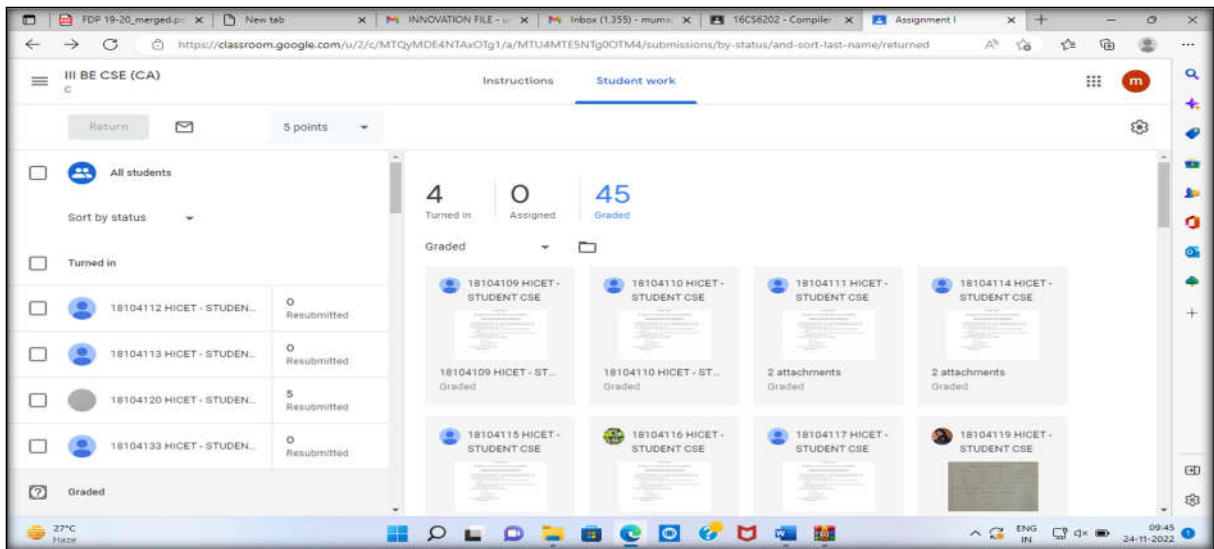 FDP 19-20_merged.pc
New tab
INNOVATION FILE - u
Inbox (1,355) - muma
16CS6202 - Compiler
Assignment I
https://classroom.google.com/u/2/c/MTQyMDE4NTAxOTg1/a/MTU4MTE5NTg0OTM4/submissions/by-status/and-sort-last-name/returned
III BE CSE (CA)
C
Instructions
Student work
m
Return
5 points
All students
Sort by status
Turned in
18104112 HICET - STUDEN...
0
Resubmitted
18104113 HICET - STUDEN...
0
Resubmitted
18104120 HICET - STUDEN...
5
Resubmitted
18104133 HICET - STUDEN...
0
Resubmitted
Graded
4
Turned in
0
Assigned
45
Graded
Graded
18104109 HICET -
STUDENT CSE
18104109 HICET - ST...
Graded
18104110 HICET -
STUDENT CSE
18104110 HICET - ST...
Graded
18104111 HICET -
STUDENT CSE
2 attachments
Graded
18104114 HICET -
STUDENT CSE
2 attachments
Graded
18104115 HICET -
STUDENT CSE
18104116 HICET -
STUDENT CSE
18104117 HICET -
STUDENT CSE
18104119 HICET -
STUDENT CSE
27°C
Haze
ENG
IN
09:45
24-11-2022